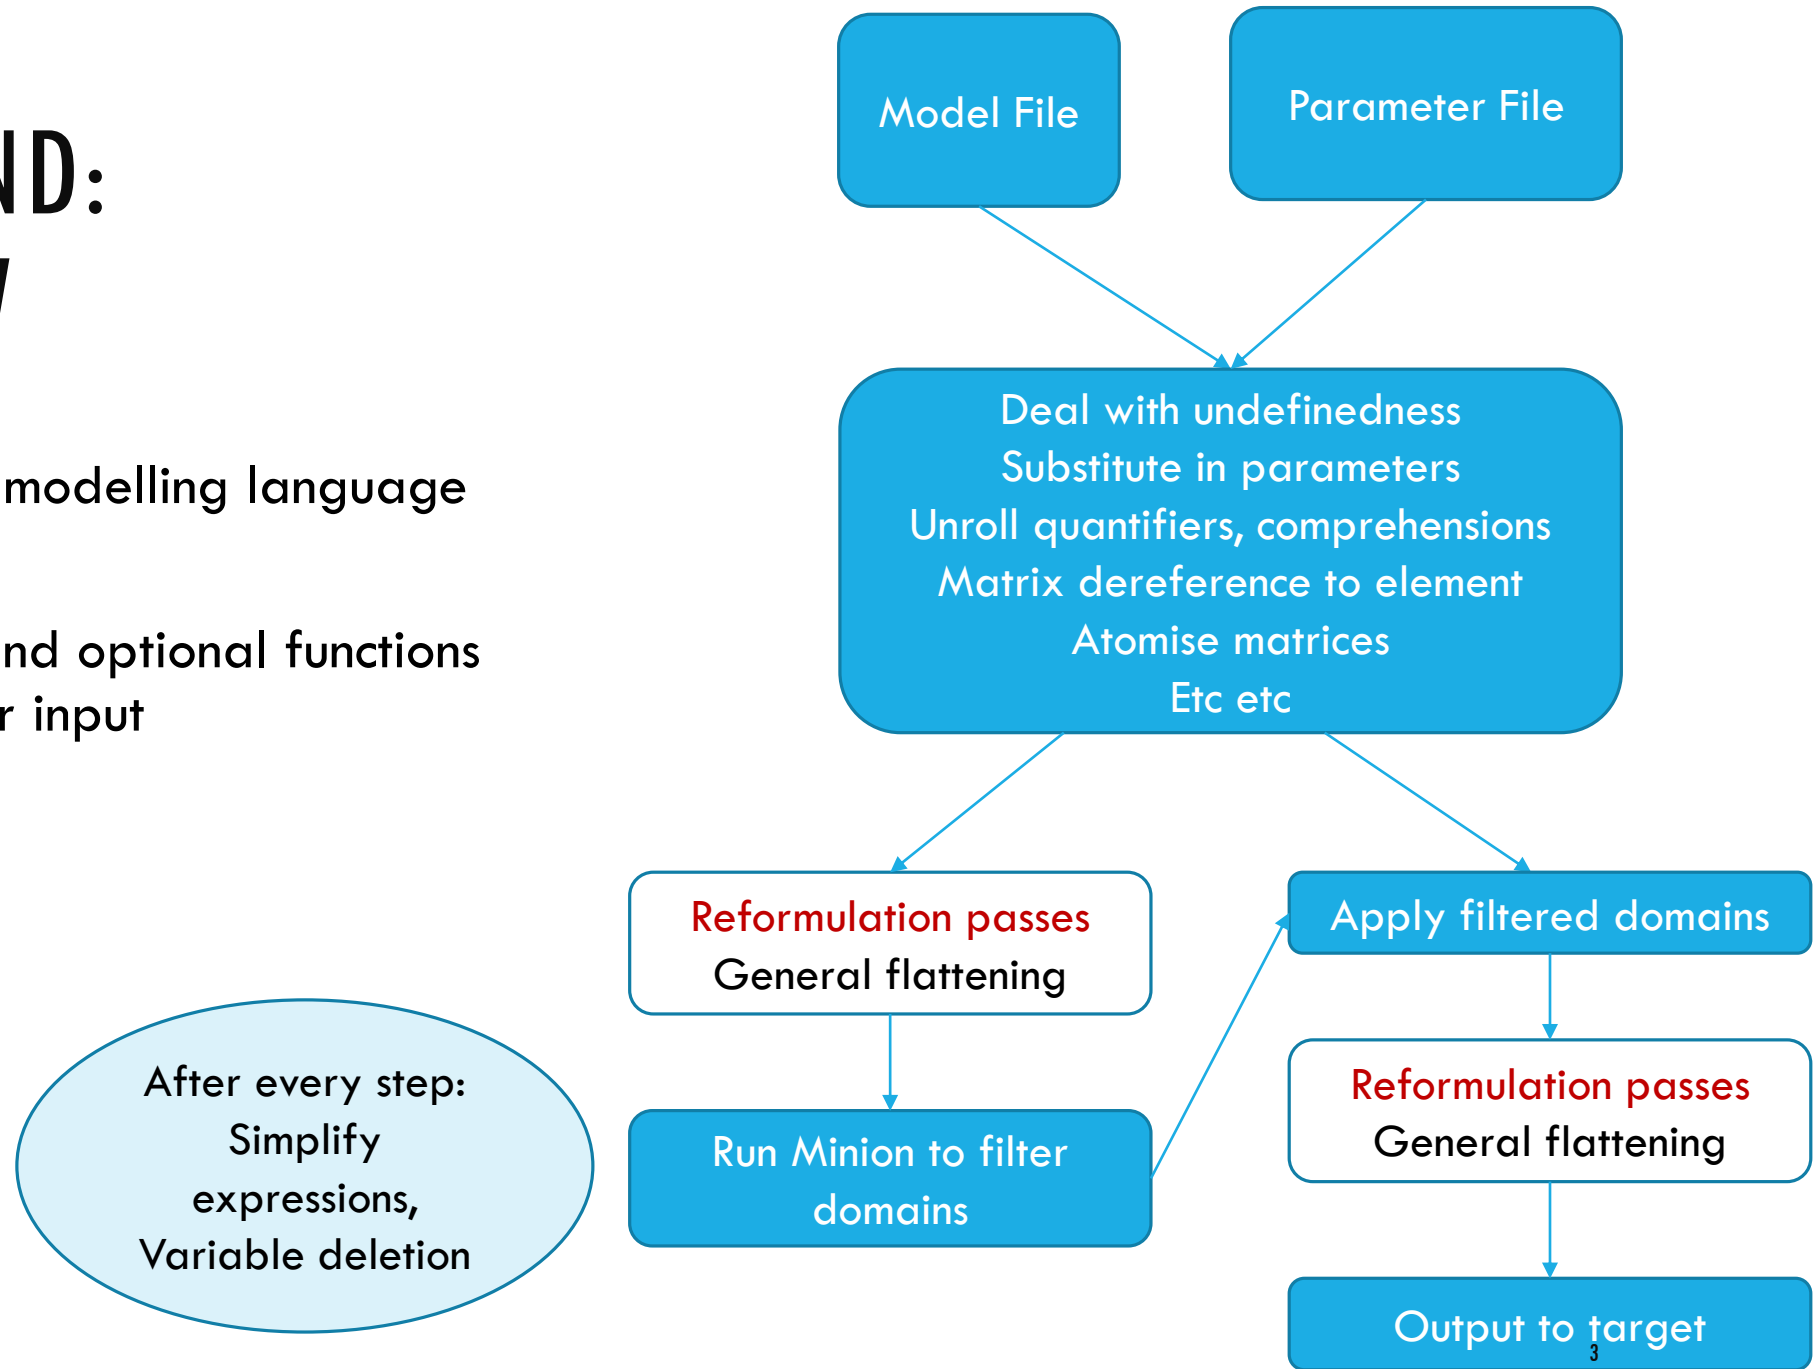 ND:
modelling language
nd optional functions
r input
Model File
Parameter File
Deal with undefinedness
Substitute in parameters
Unroll quantifiers, comprehensions
Matrix dereference to element
Atomise matrices
Etc etc
Reformulation passes
General flattening
Apply filtered domains
After every step:
Simplify
expressions,
Variable deletion
Run Minion to filter
domains
Reformulation passes
General flattening
Output to target
3